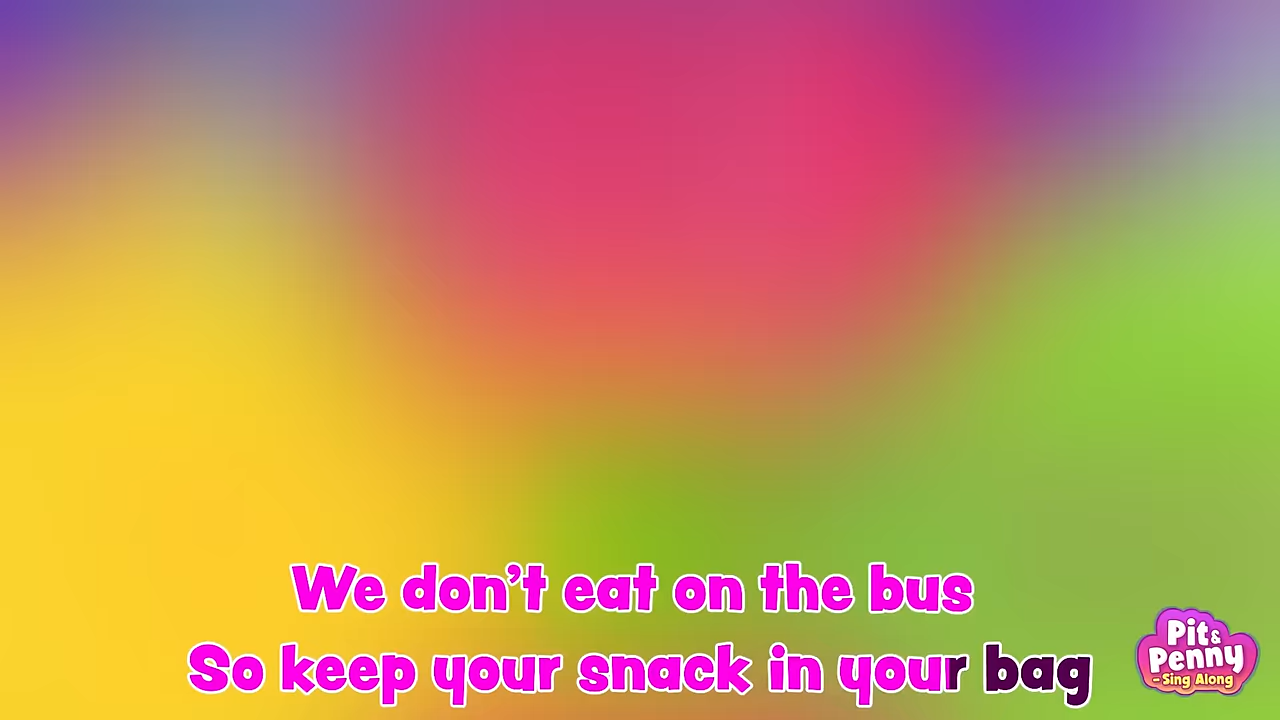 We don't eat on the bus
So keep your snack in your bag
Pit &
Penny
- Sing Along